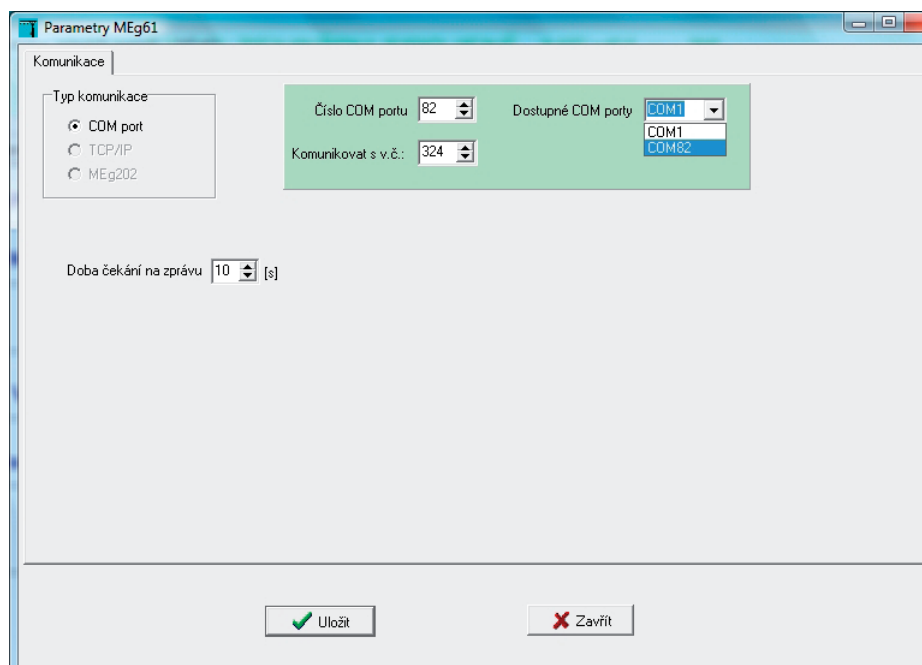 Parametry MEg61
Komunikace
Typ komunikace
COM port
TCP/IP
MEg202
Číslo COM portu 82
Dostupné COM porty COM1
COM1
COM82
Komunikovat s v.č.: 324
Doba čekání na zprávu 10 [s]
Uložit
Zavřít